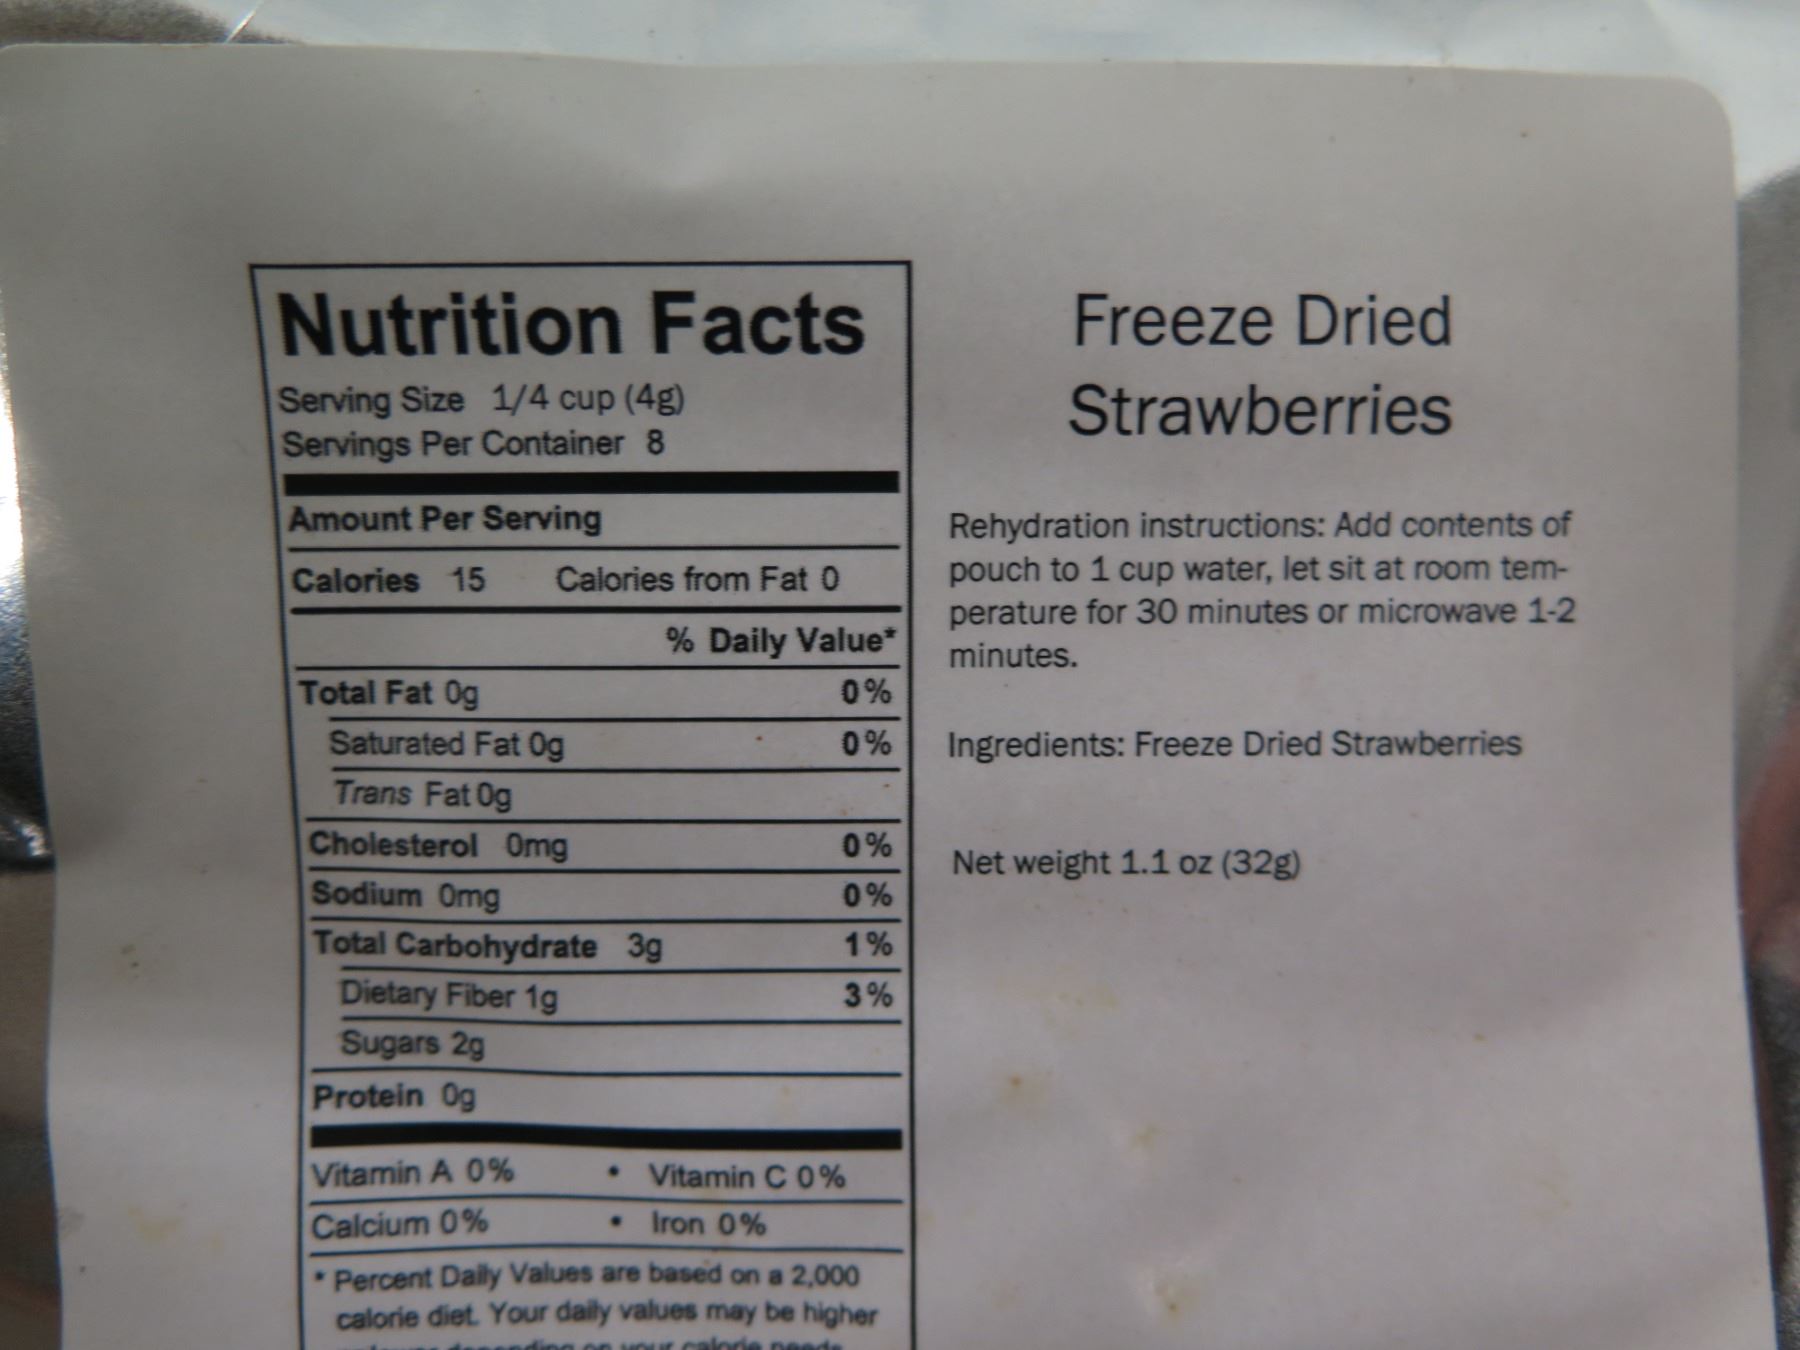 Nutrition Facts
Serving Size 1/4 cup (4g)
Servings Per Container 8
Amount Per Serving
Calories 15 Calories from Fat 0
% Daily Value*
Total Fat 0g 0%
Saturated Fat 0g 0%
Trans Fat 0g
Cholesterol 0mg 0%
Sodium 0mg 0%
Total Carbohydrate 3g 1%
Dietary Fiber 1g 3%
Sugars 2g
Protein 0g
Vitamin A 0% • Vitamin C 0%
Calcium 0% • Iron 0%
* Percent Daily Values are based on a 2,000
calorie diet. Your daily values may be higher
depending on your calorie needs
Freeze Dried
Strawberries
Rehydration instructions: Add contents of
pouch to 1 cup water, let sit at room tem-
perature for 30 minutes or microwave 1-2
minutes.
Ingredients: Freeze Dried Strawberries
Net weight 1.1 oz (32g)